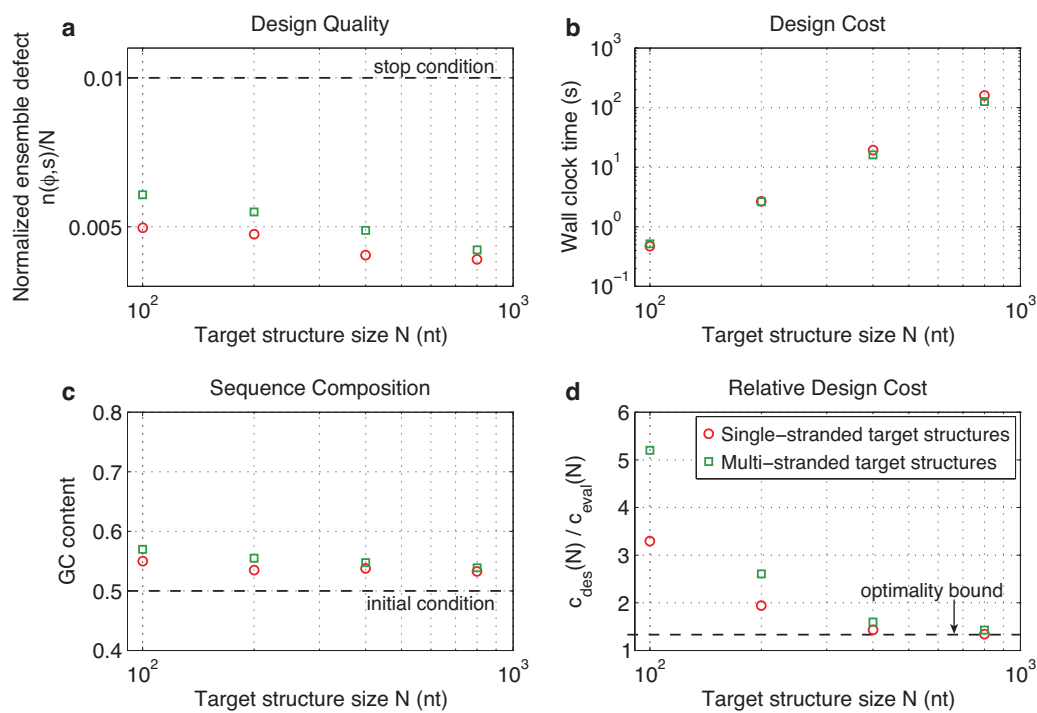 a
Design Quality
Normalized ensemble defect
n(ϕ,s)/N
0.01
0.005
stop condition
10²
10³
Target structure size N (nt)
b
Design Cost
Wall clock time (s)
10³
10²
10¹
10⁰
10⁻¹
10²
10³
Target structure size N (nt)
c
Sequence Composition
GC content
0.8
0.7
0.6
0.5
0.4
initial condition
10²
10³
Target structure size N (nt)
d
Relative Design Cost
c_des(N) / c_eval(N)
6
5
4
3
2
1
Single−stranded target structures
Multi−stranded target structures
optimality bound
10²
10³
Target structure size N (nt)